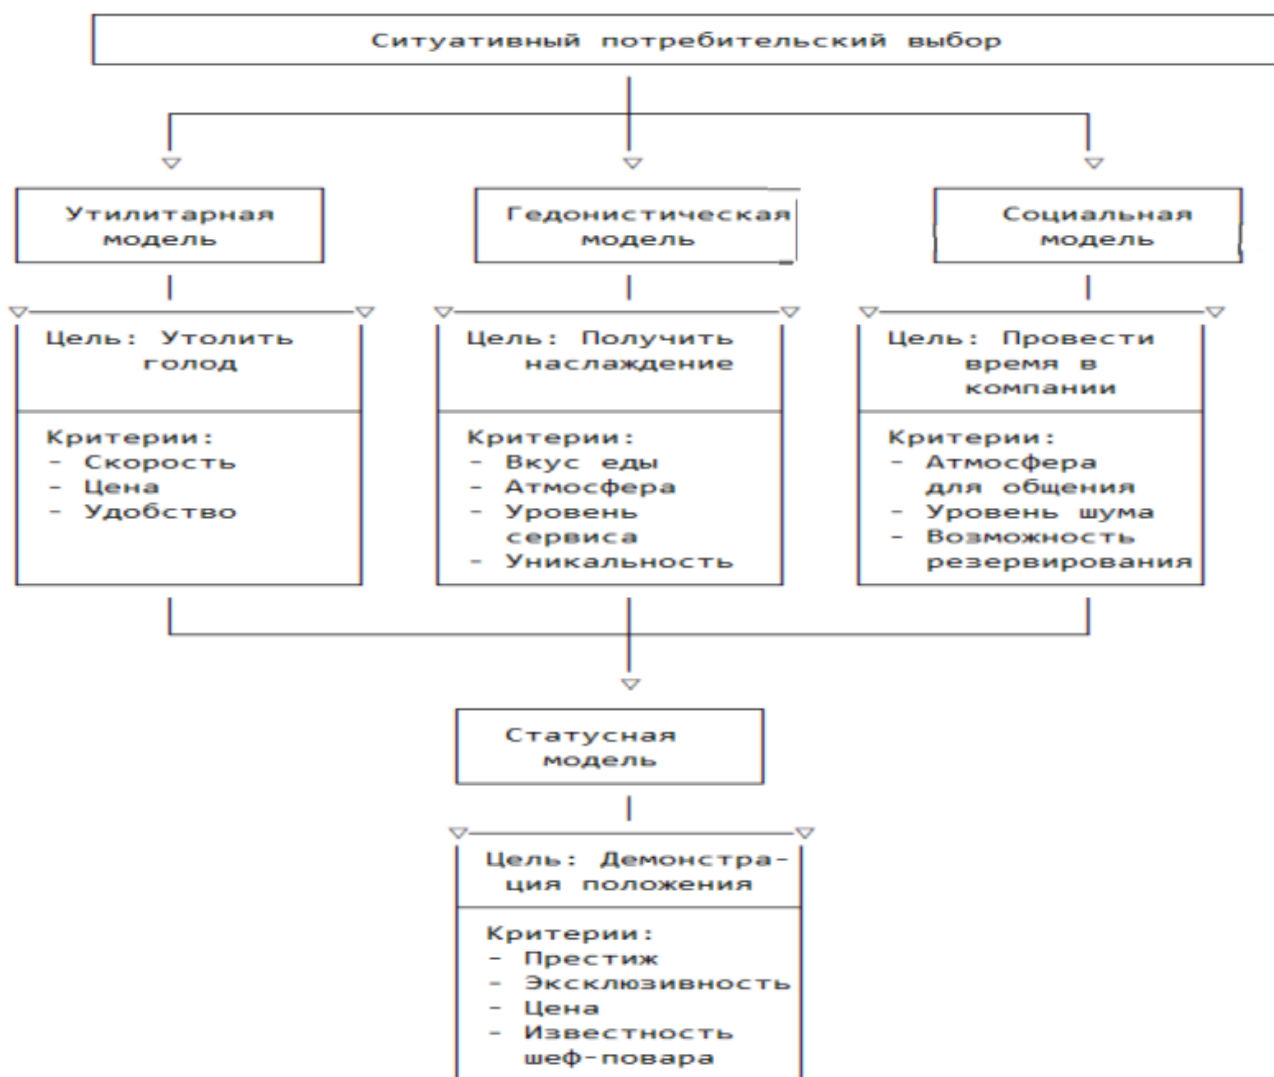 Ситуативный потребительский выбор
Утилитарная
модель
Гедонистическая
модель
Социальная
модель
Цель: Утолить
голод
Критерии:
- Скорость
- Цена
- Удобство
Цель: Получить
наслаждение
Критерии:
- Вкус еды
- Атмосфера
- Уровень
сервиса
- Уникальность
Цель: Провести
время в
компании
Критерии:
- Атмосфера
для общения
- Уровень шума
- Возможность
резервирования
Статусная
модель
Цель: Демонстра-
ция положения
Критерии:
- Престиж
- Эксклюзивность
- Цена
- Известность
шеф-повара